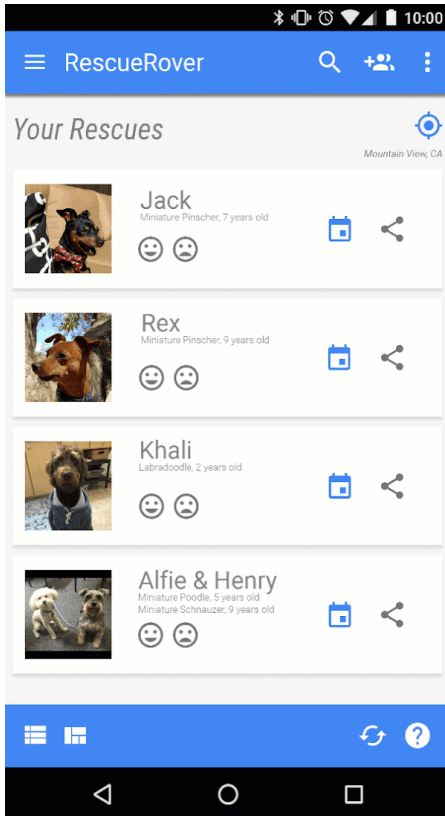 10:00
RescueRover
Your Rescues
Mountain View, CA
Jack
Miniature Pinscher, 7 years old
Rex
Miniature Pinscher, 9 years old
Khali
Labradoodle, 2 years old
Alfie & Henry
Miniature Poodle, 5 years old
Miniature Schnauzer, 9 years old